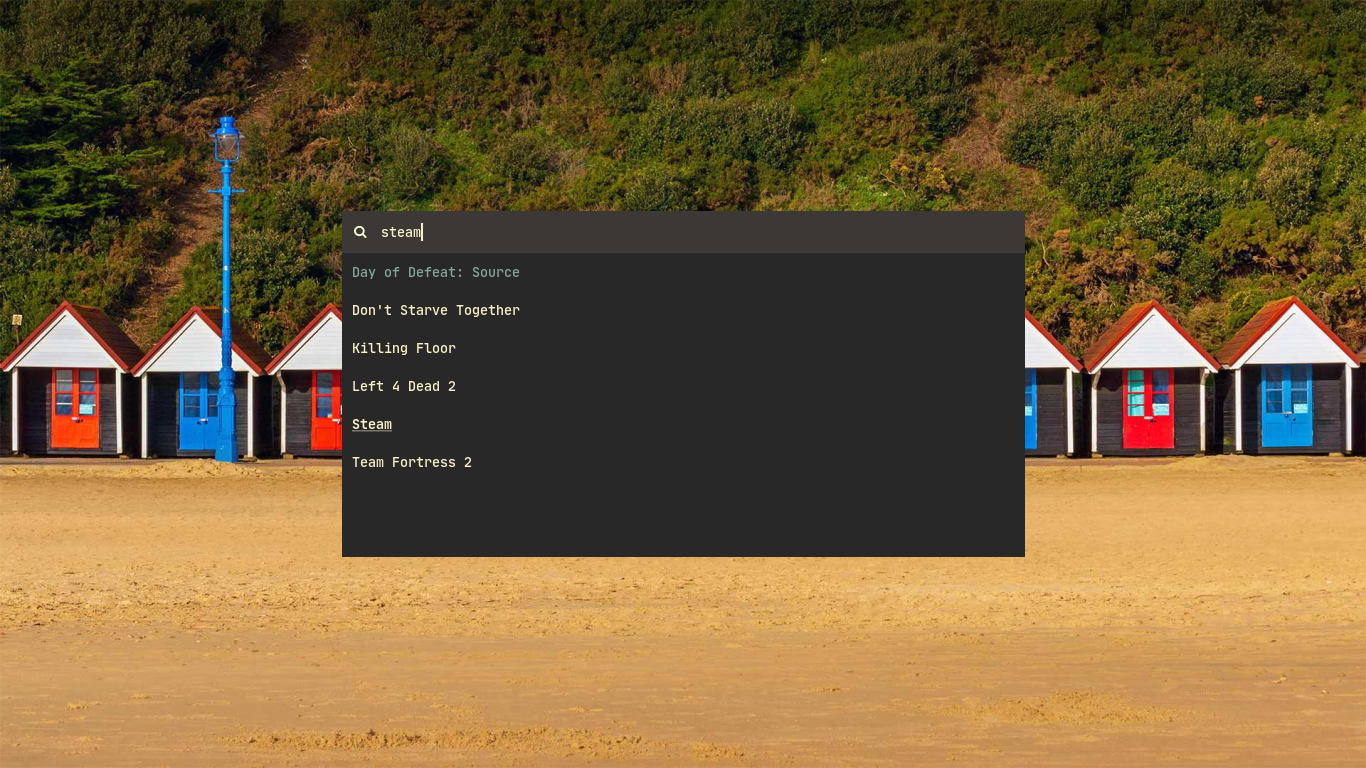 steam
Day of Defeat: Source
Don't Starve Together
Killing Floor
Left 4 Dead 2
Steam
Team Fortress 2